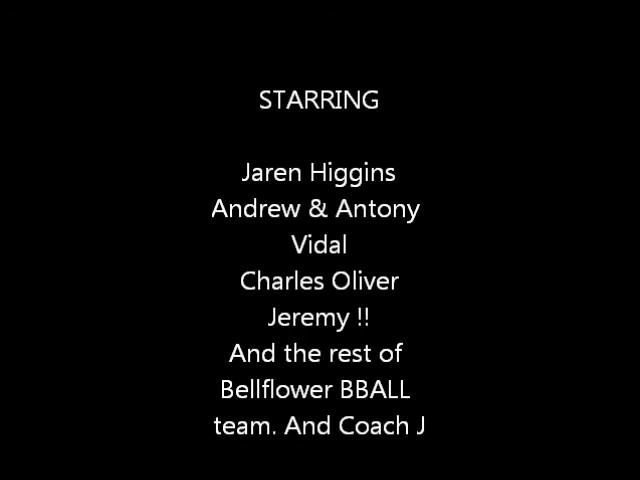 STARRING
Jaren Higgins
Andrew & Antony
Vidal
Charles Oliver
Jeremy !!
And the rest of
Bellflower BBALL
team. And Coach J